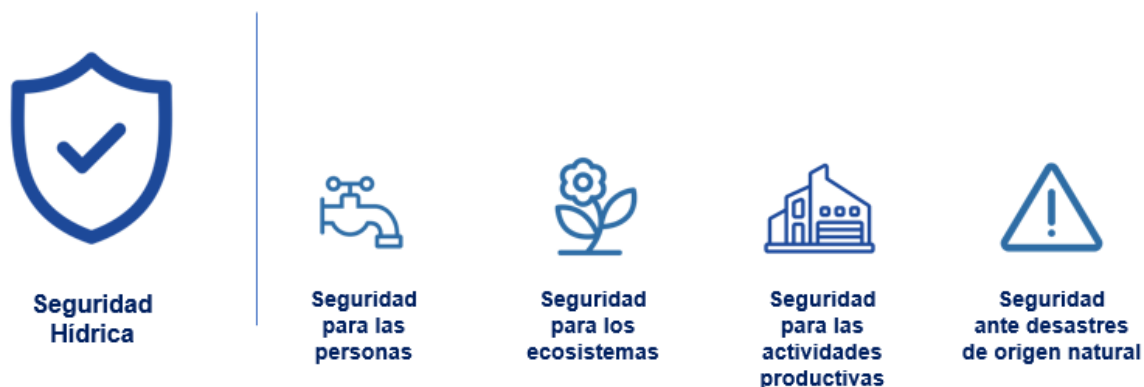 Seguridad
Hídrica
Seguridad
para las
personas
Seguridad
para los
ecosistemas
Seguridad
para las
actividades
productivas
Seguridad
ante desastres
de origen natural